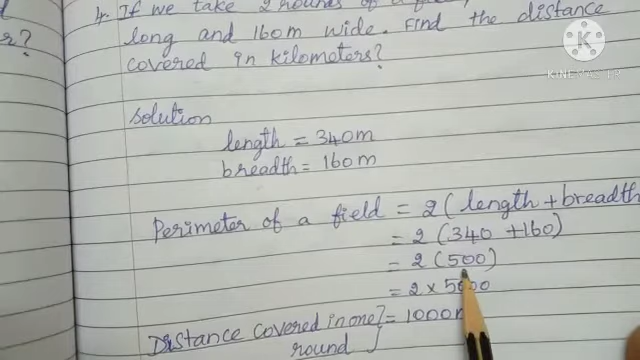 r?
4. If we take 2 rounds of a
long and 160m wide. Find the distance
covered in kilometers?
Solution
length = 340m
breadth = 160m
Perimeter of a field = 2 (length + breadth
= 2 (340 + 160)
= 2 (500)
= 2 × 500
Distance covered in one } = 1000m
round